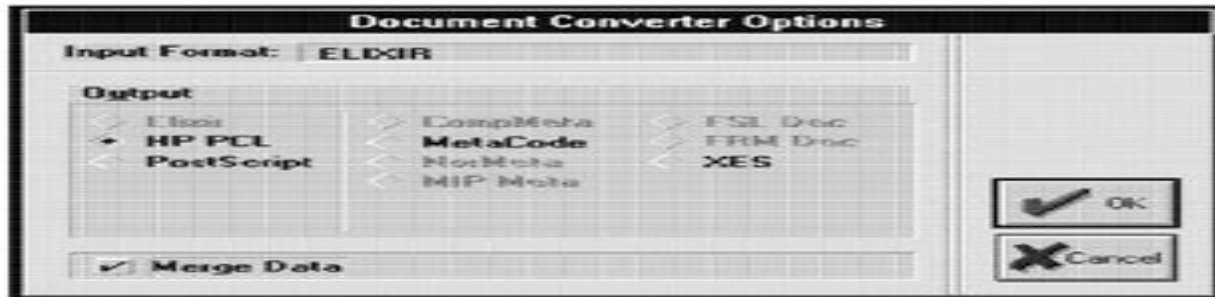 Document Converter Options
Input Format: ELIXIR
Output
Elixir CompMeta FSL Doc
HP PCL MetaCode FRM Doc
PostScript NorMeta XES
MIP Meta
Merge Data
OK
Cancel